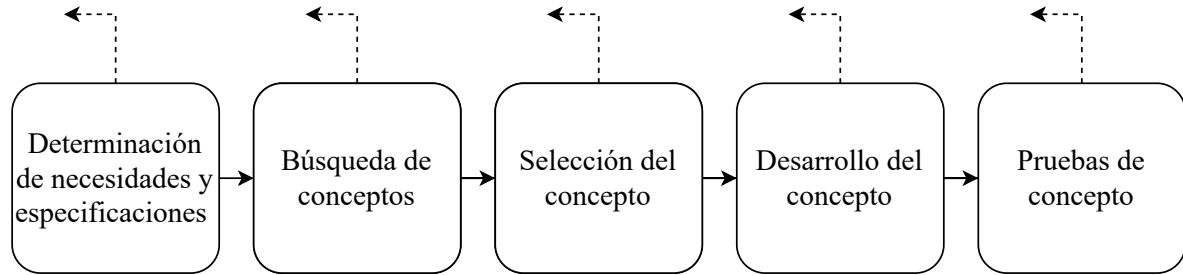 Determinación
de necesidades y
especificaciones
Búsqueda de
conceptos
Selección del
concepto
Desarrollo del
concepto
Pruebas de
concepto